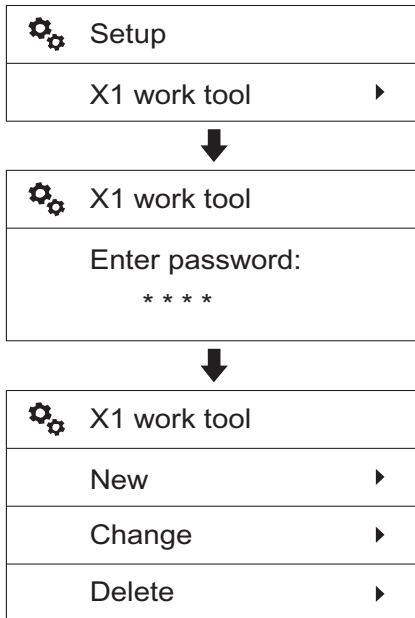 Setup
X1 work tool
X1 work tool
Enter password:
* * * *
X1 work tool
New
Change
Delete